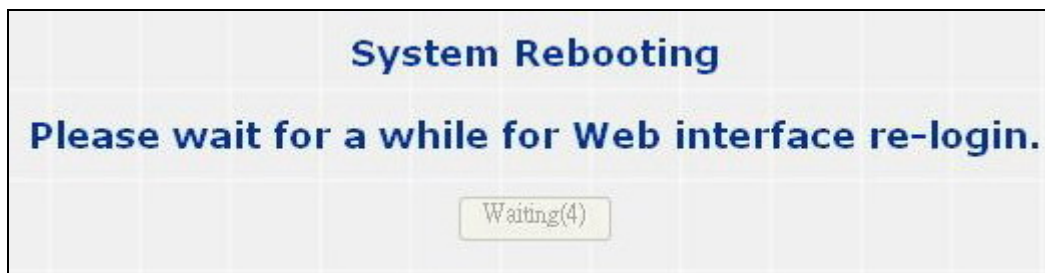 System Rebooting
Please wait for a while for Web interface re-login.
Waiting(4)